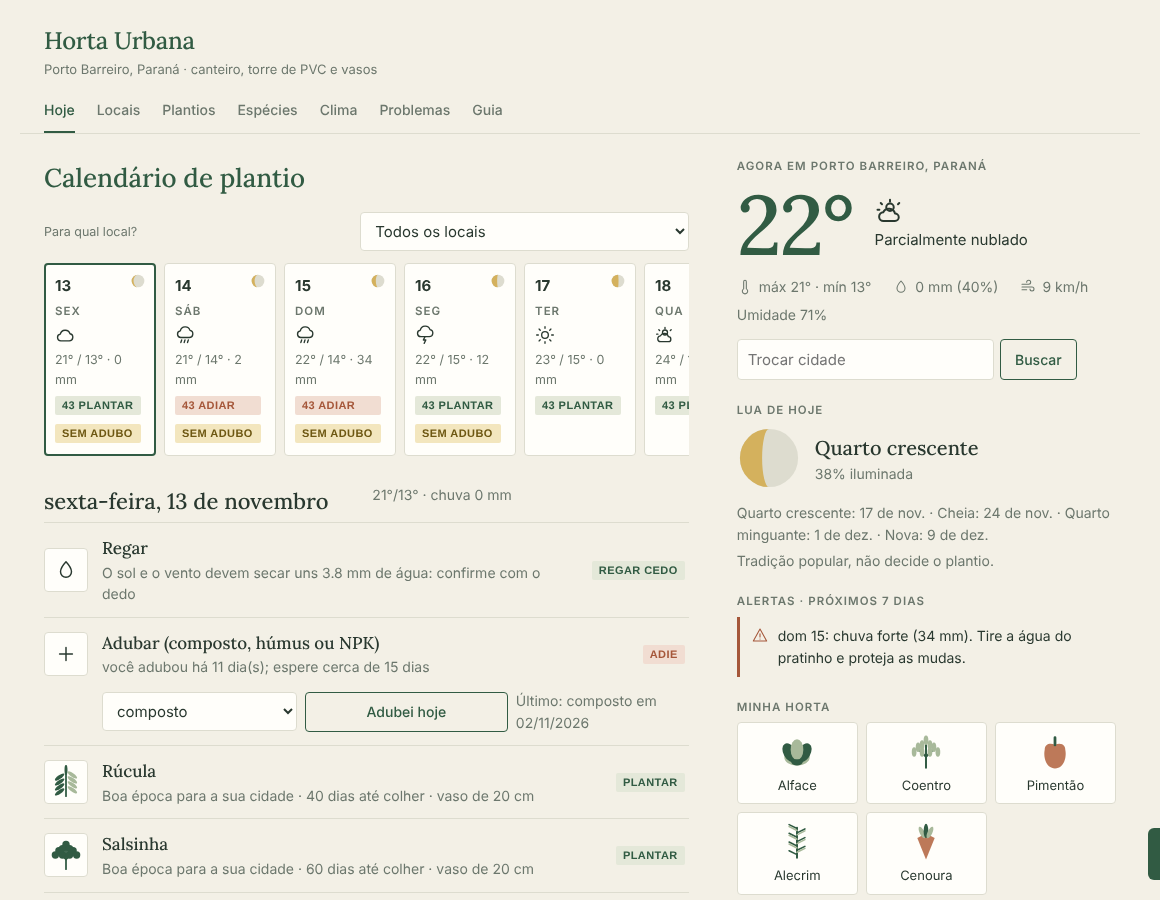 Horta Urbana
Porto Barreiro, Paraná · canteiro, torre de PVC e vasos
Hoje
Locais
Plantios
Espécies
Clima
Problemas
Guia
Calendário de plantio
Para qual local?
Todos os locais
13
SEX
21° / 13° · 0
mm
43 PLANTAR
SEM ADUBO
14
SÁB
21° / 14° · 2
mm
43 ADIAR
SEM ADUBO
15
DOM
22° / 14° · 34
mm
43 ADIAR
SEM ADUBO
16
SEG
22° / 15° · 12
mm
43 PLANTAR
SEM ADUBO
17
TER
23° / 15° · 0
mm
43 PLANTAR
18
QUA
24° /
mm
43
sexta-feira, 13 de novembro
21°/13° · chuva 0 mm
Regar
O sol e o vento devem secar uns 3.8 mm de água: confirme com o
dedo
REGAR CEDO
Adubar (composto, húmus ou NPK)
você adubou há 11 dia(s); espere cerca de 15 dias
ADIE
composto
Adubei hoje
Último: composto em
02/11/2026
Rúcula
Boa época para a sua cidade · 40 dias até colher · vaso de 20 cm
PLANTAR
Salsinha
Boa época para a sua cidade · 60 dias até colher · vaso de 20 cm
PLANTAR
AGORA EM PORTO BARREIRO, PARANÁ
22°
Parcialmente nublado
máx 21° · mín 13°
0 mm (40%)
9 km/h
Umidade 71%
Trocar cidade
Buscar
LUA DE HOJE
Quarto crescente
38% iluminada
Quarto crescente: 17 de nov. · Cheia: 24 de nov. · Quarto
minguante: 1 de dez. · Nova: 9 de dez.
Tradição popular, não decide o plantio.
ALERTAS · PRÓXIMOS 7 DIAS
dom 15: chuva forte (34 mm). Tire a água do
pratinho e proteja as mudas.
MINHA HORTA
Alface
Coentro
Pimentão
Alecrim
Cenoura